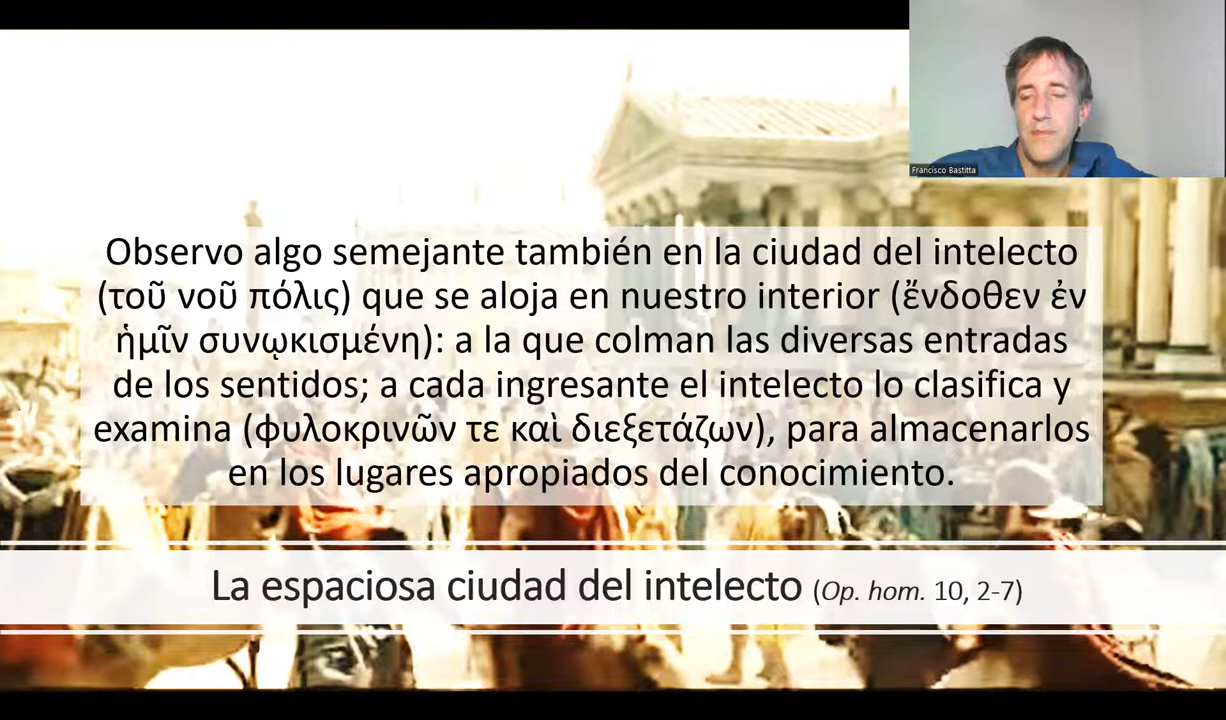 Francisco Bastitta
Observo algo semejante también en la ciudad del intelecto
(τοῦ νοῦ πόλις) que se aloja en nuestro interior (ἔνδοθεν ἐν
ἡμῖν συνῳκισμένη): a la que colman las diversas entradas
de los sentidos; a cada ingresante el intelecto lo clasifica y
examina (φυλοκρινῶν τε καὶ διεξετάζων), para almacenarlos
en los lugares apropiados del conocimiento.
La espaciosa ciudad del intelecto (Op. hom. 10, 2-7)